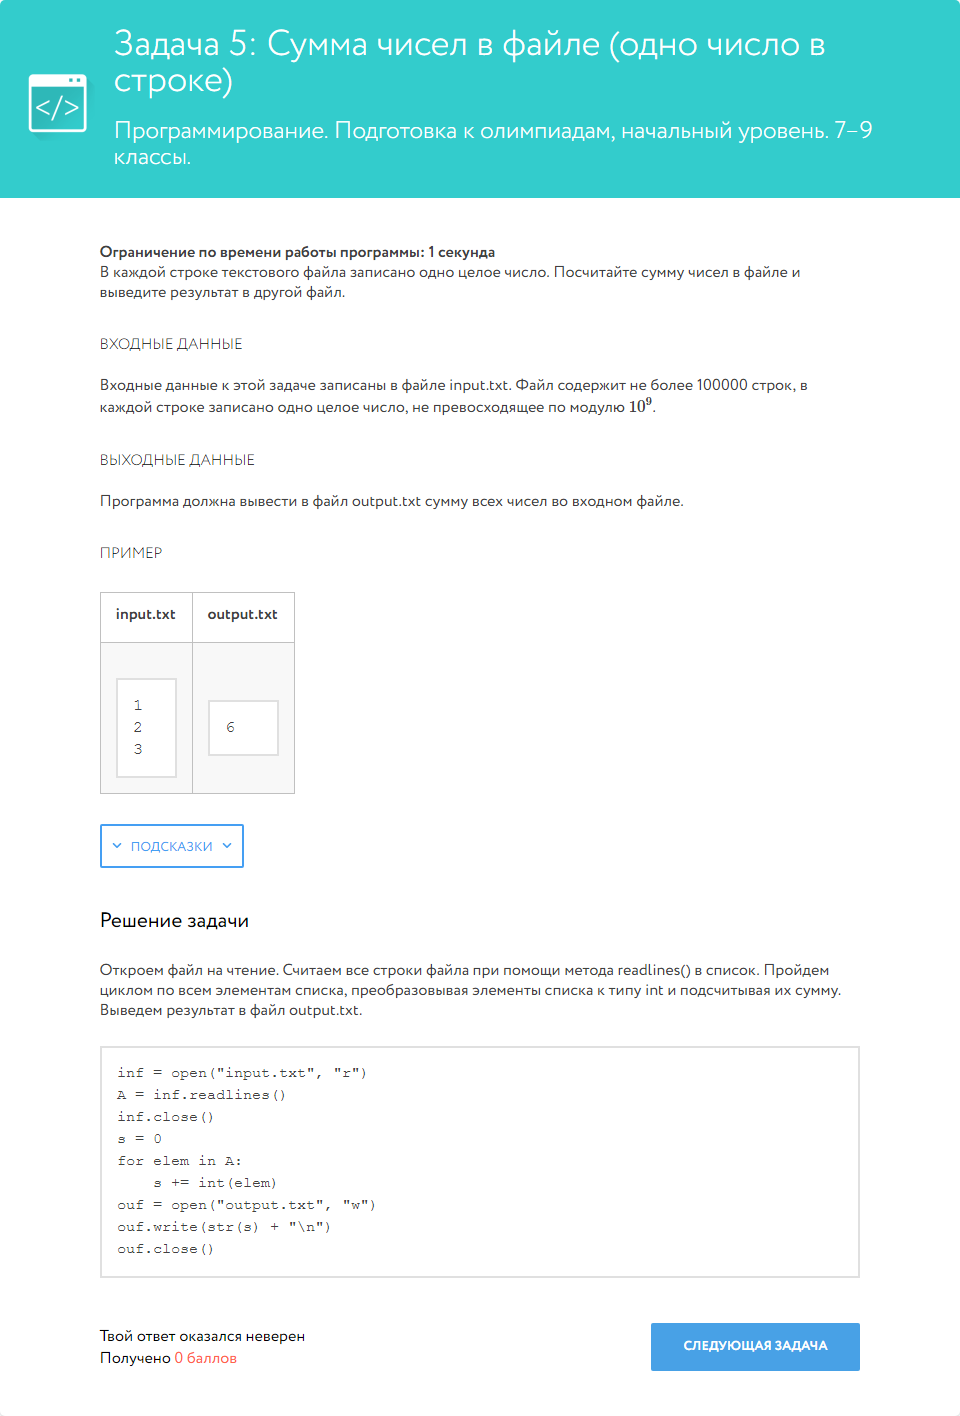 Задача 5: Сумма чисел в файле (одно число в
строке)
</>
Программирование. Подготовка к олимпиадам, начальный уровень. 7–9
классы.
Ограничение по времени работы программы: 1 секунда
В каждой строке текстового файла записано одно целое число. Посчитайте сумму чисел в файле и
выведите результат в другой файл.
ВХОДНЫЕ ДАННЫЕ
Входные данные к этой задаче записаны в файле input.txt. Файл содержит не более 100000 строк, в
каждой строке записано одно целое число, не превосходящее по модулю 10⁹.
ВЫХОДНЫЕ ДАННЫЕ
Программа должна вывести в файл output.txt сумму всех чисел во входном файле.
ПРИМЕР
input.txt output.txt
1
2
3
6
ПОДСКАЗКИ
Решение задачи
Откроем файл на чтение. Считаем все строки файла при помощи метода readlines() в список. Пройдем
циклом по всем элементам списка, преобразовывая элементы списка к типу int и подсчитывая их сумму.
Выведем результат в файл output.txt.
inf = open("input.txt", "r")
A = inf.readlines()
inf.close()
s = 0
for elem in A:
    s += int(elem)
ouf = open("output.txt", "w")
ouf.write(str(s) + "\n")
ouf.close()
Твой ответ оказался неверен
Получено 0 баллов
СЛЕДУЮЩАЯ ЗАДАЧА